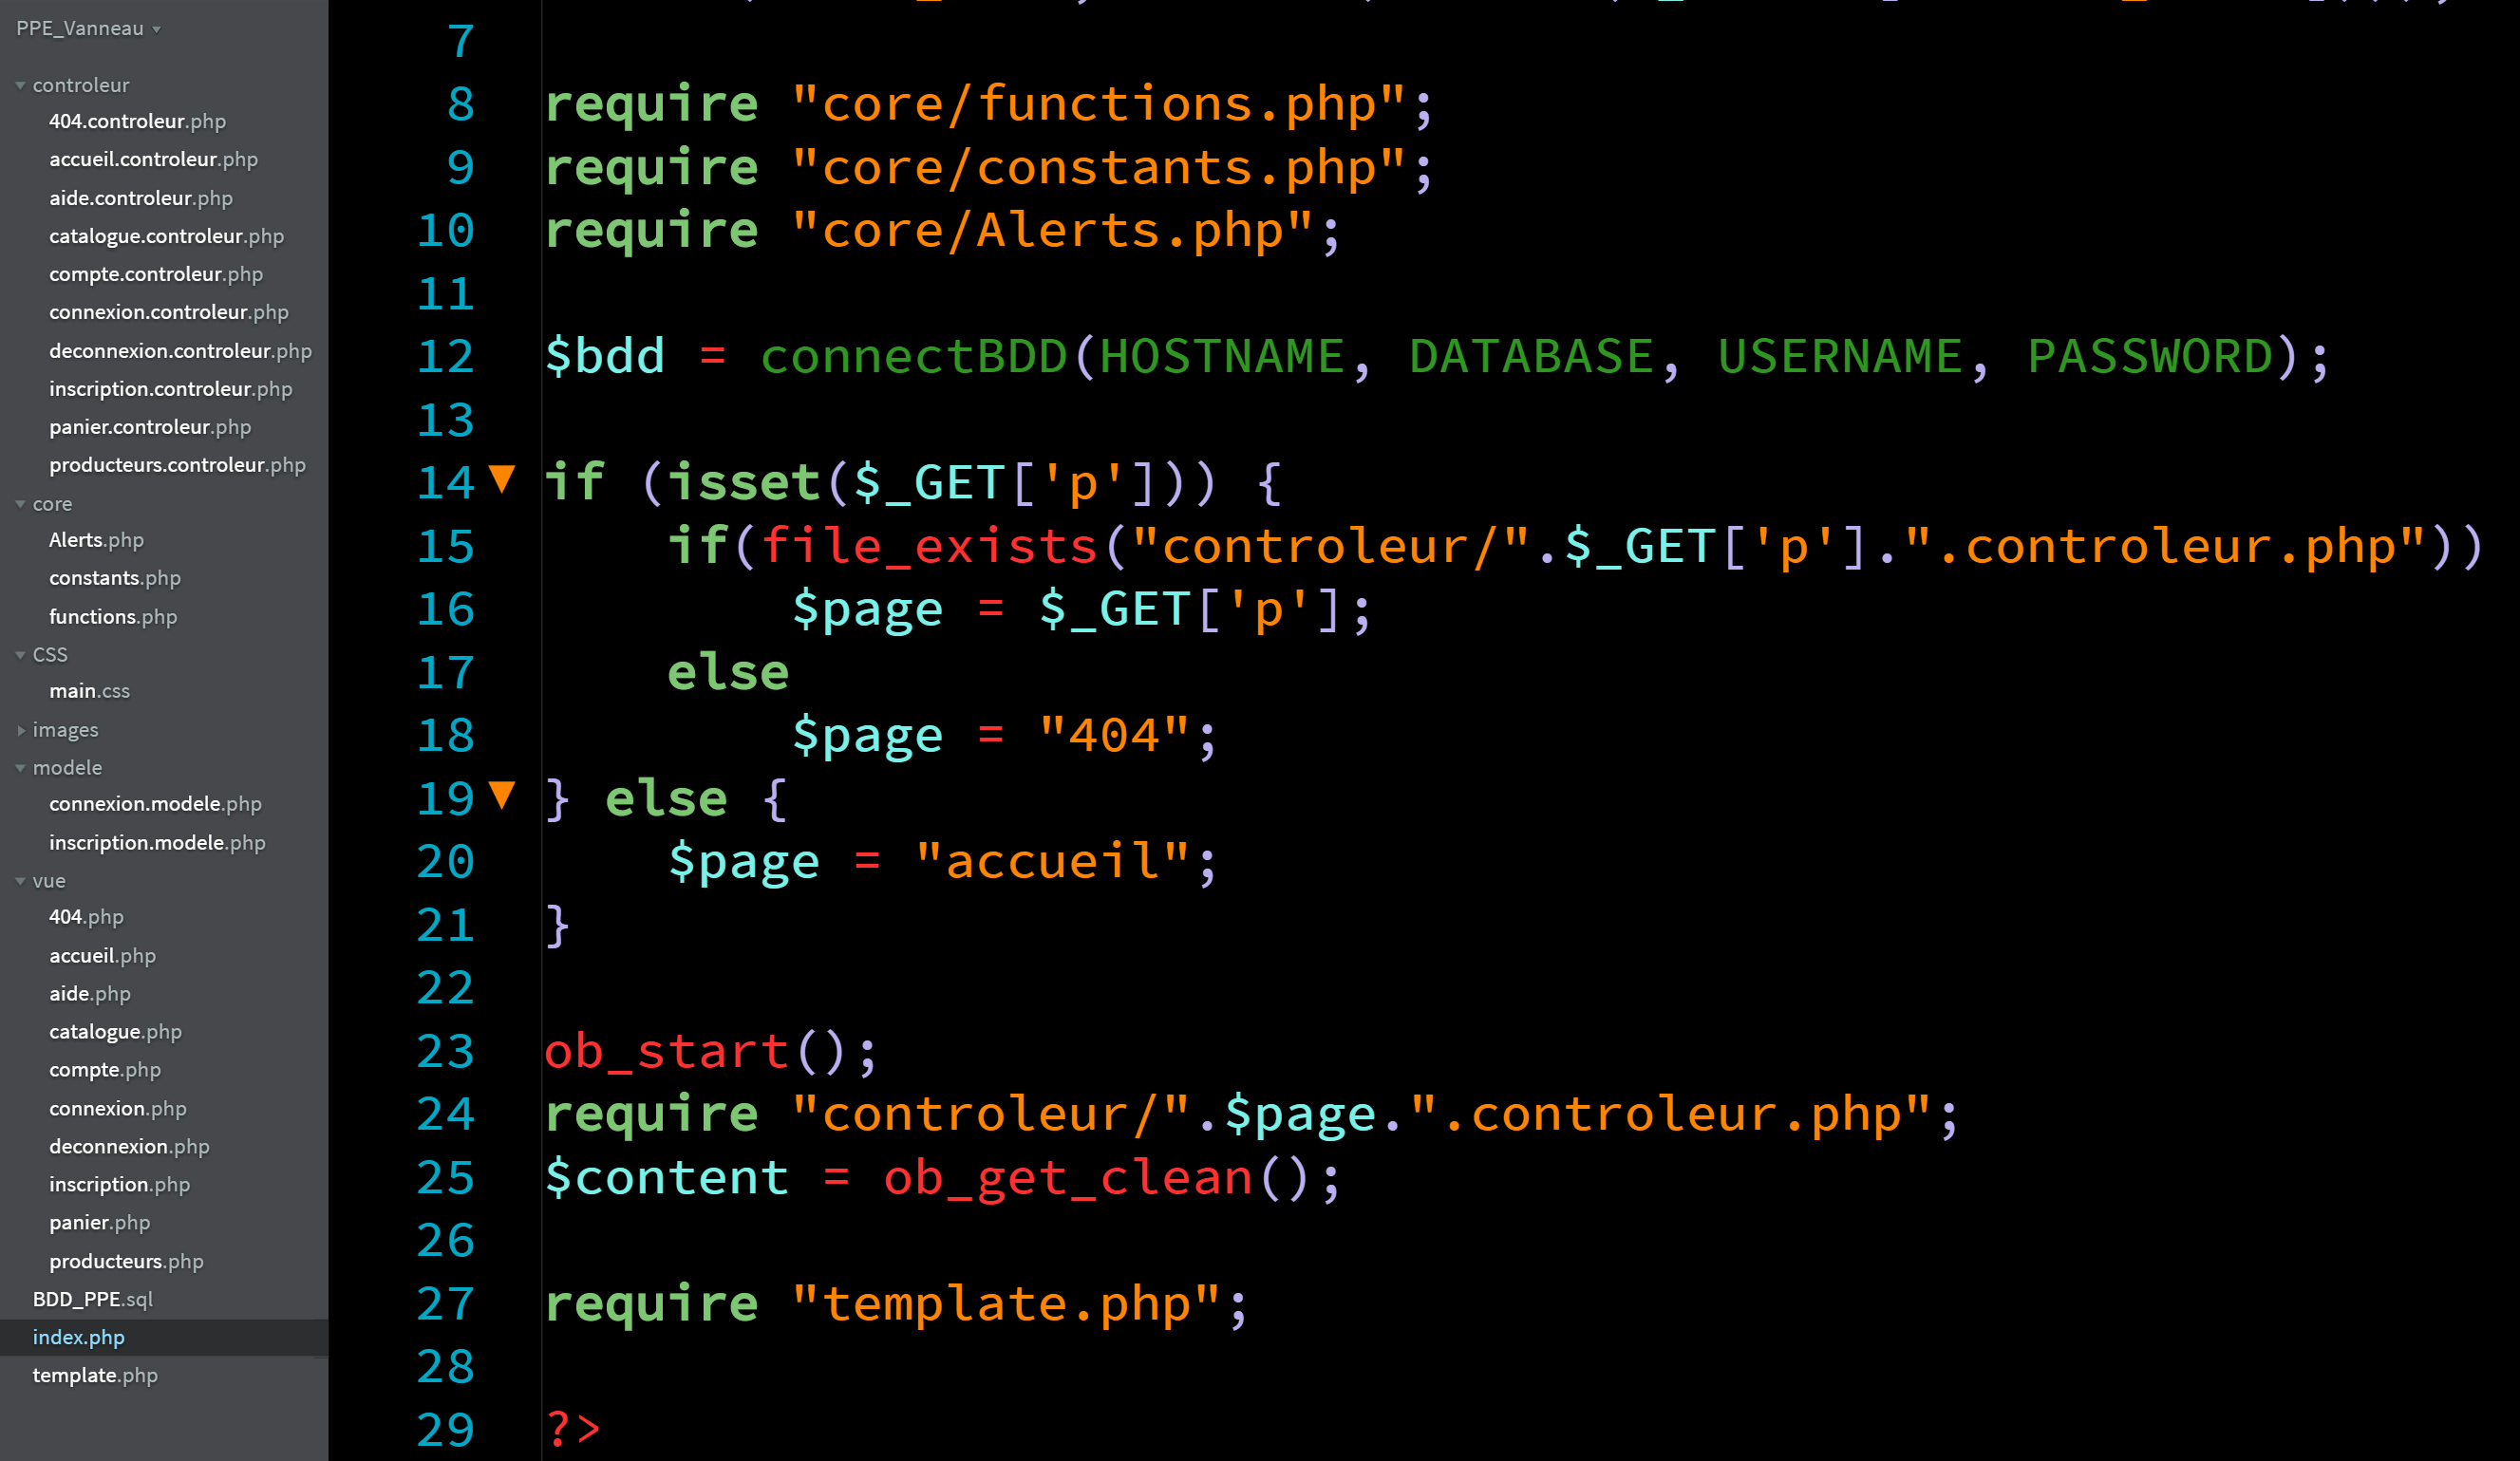 PPE_Vanneau
controleur
404.controleur.php
accueil.controleur.php
aide.controleur.php
catalogue.controleur.php
compte.controleur.php
connexion.controleur.php
deconnexion.controleur.php
inscription.controleur.php
panier.controleur.php
producteurs.controleur.php
core
Alerts.php
constants.php
functions.php
CSS
main.css
images
modele
connexion.modele.php
inscription.modele.php
vue
404.php
accueil.php
aide.php
catalogue.php
compte.php
connexion.php
deconnexion.php
inscription.php
panier.php
producteurs.php
BDD_PPE.sql
index.php
template.php
7
8 require "core/functions.php";
9 require "core/constants.php";
10 require "core/Alerts.php";
11
12 $bdd = connectBDD(HOSTNAME, DATABASE, USERNAME, PASSWORD);
13
14 if (isset($_GET['p'])) {
15     if(file_exists("controleur/".$_GET['p'].".controleur.php"))
16         $page = $_GET['p'];
17     else
18         $page = "404";
19 } else {
20     $page = "accueil";
21 }
22
23 ob_start();
24 require "controleur/".$page.".controleur.php";
25 $content = ob_get_clean();
26
27 require "template.php";
28
29 ?>